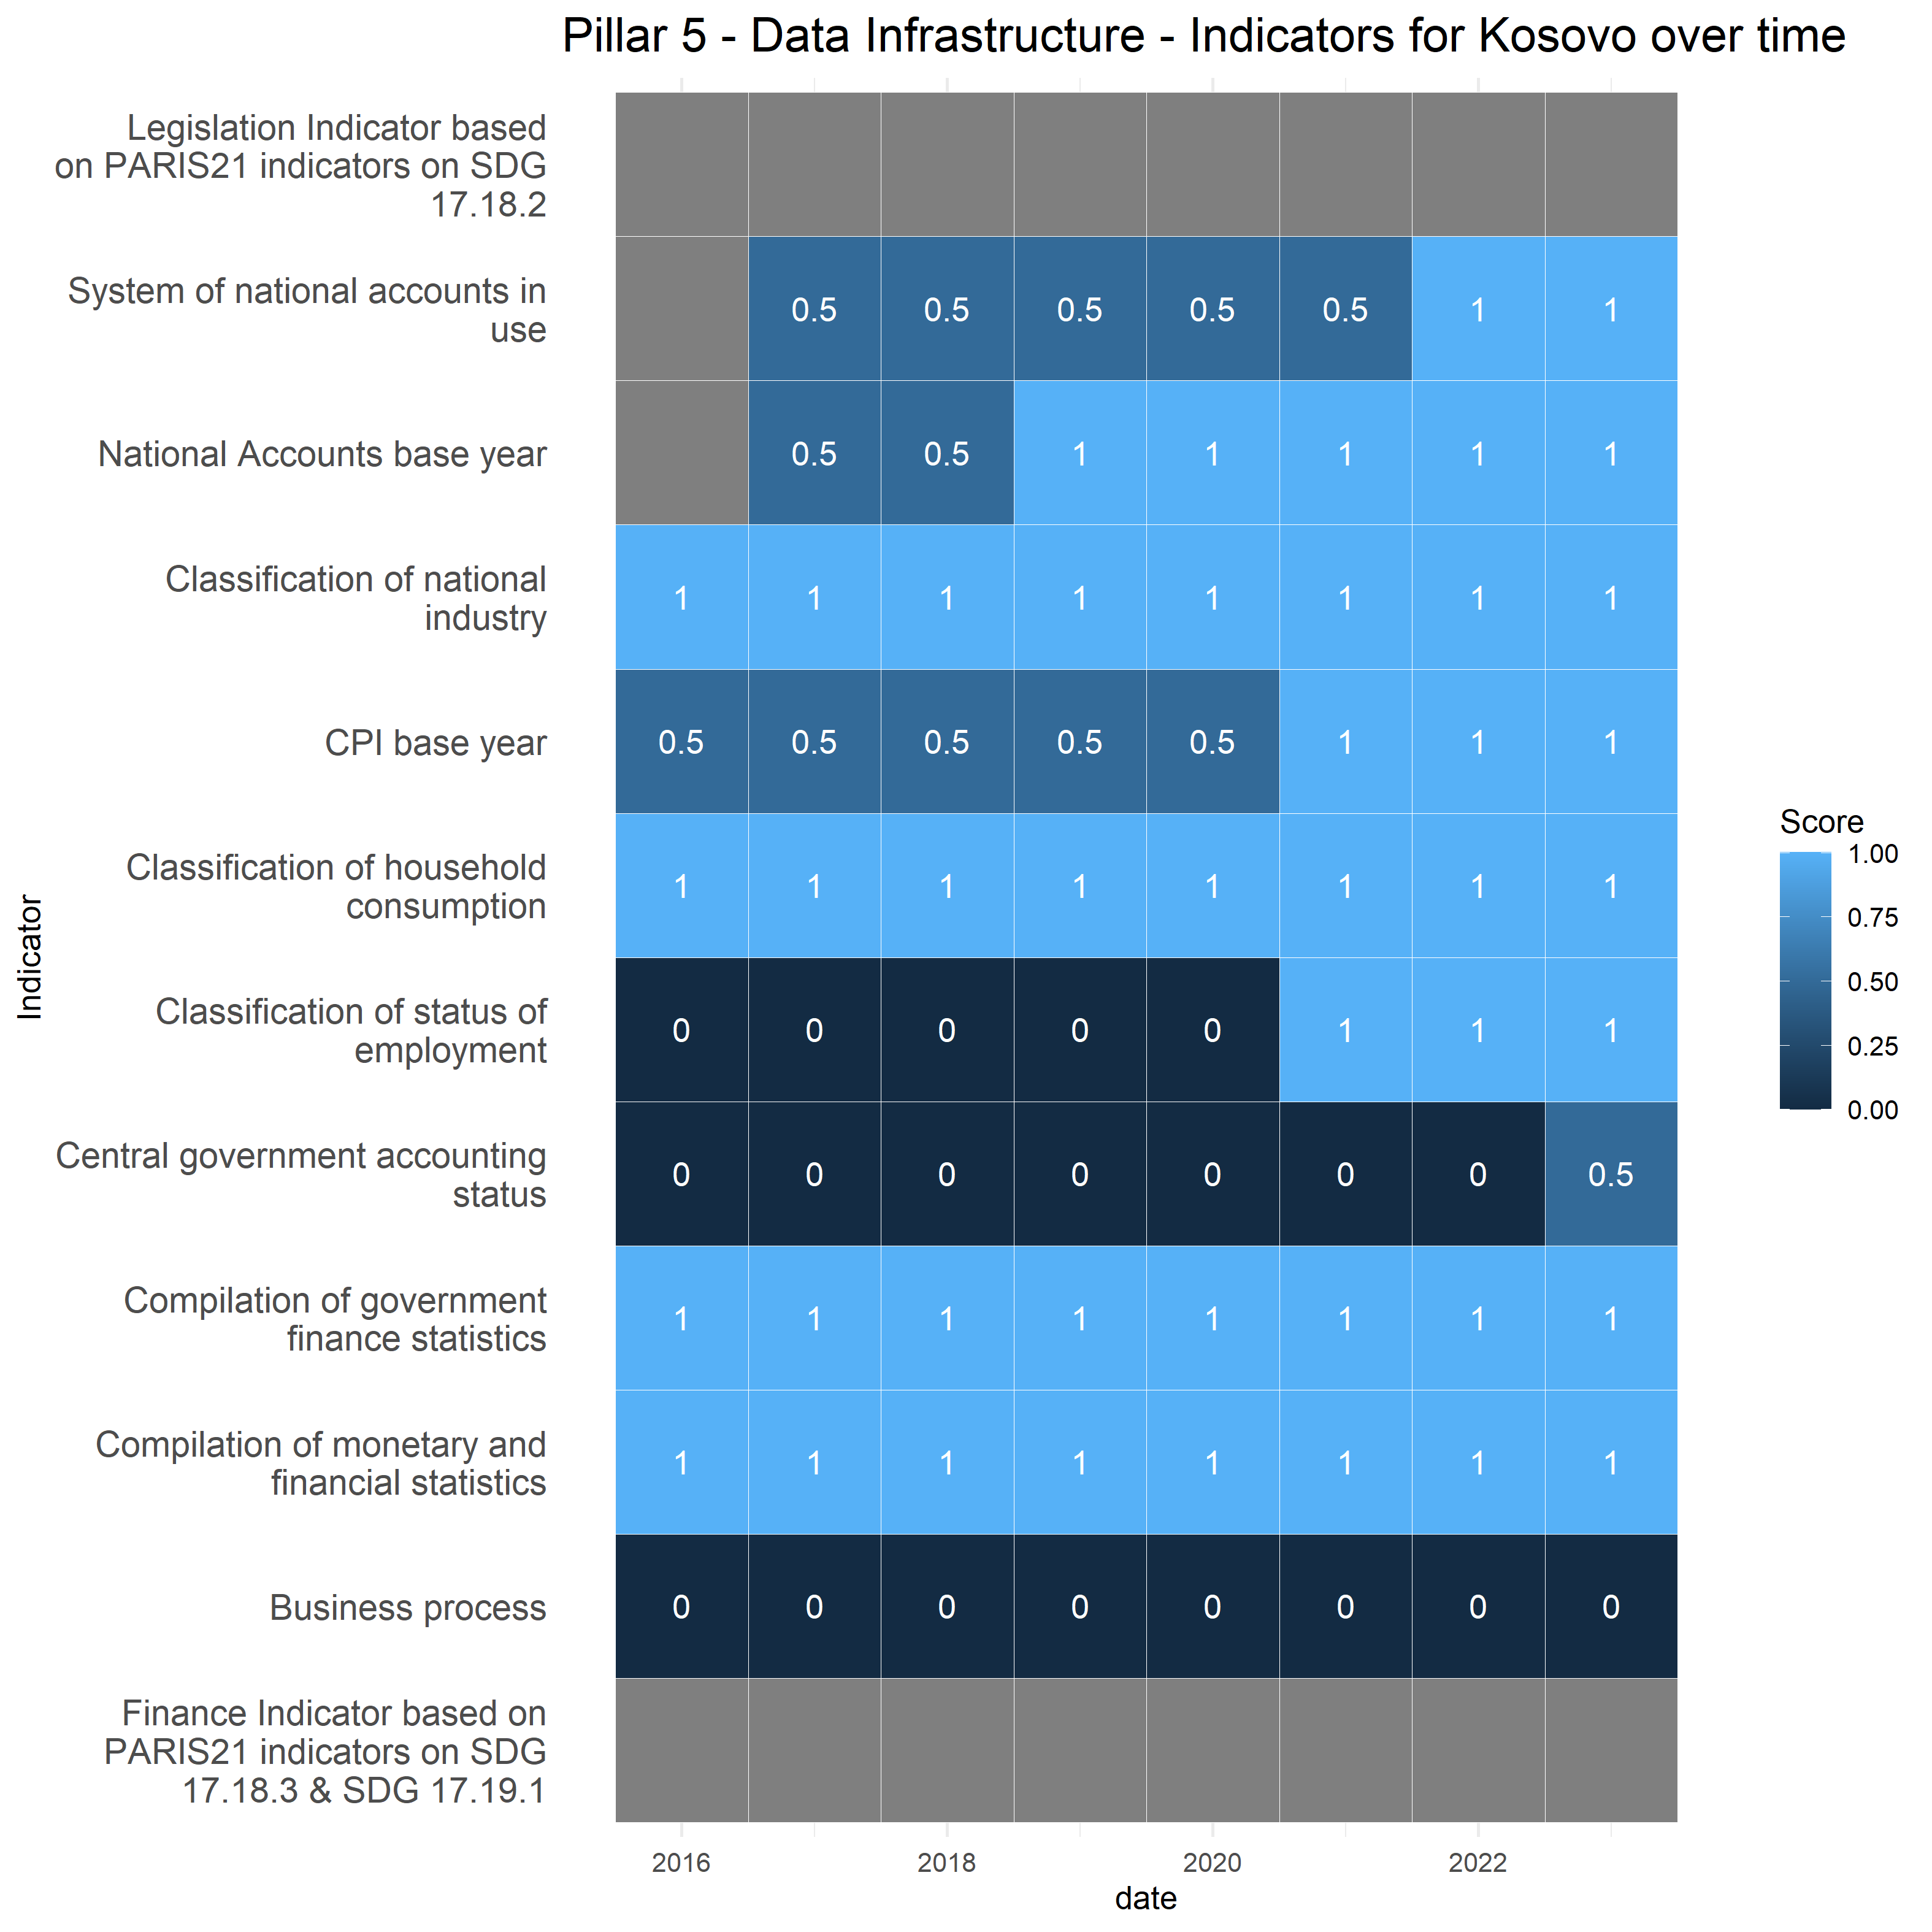 Pillar 5 - Data Infrastructure - Indicators for Kosovo over time
Indicator
Legislation Indicator based
on PARIS21 indicators on SDG
17.18.2
System of national accounts in
use
0.5 0.5 0.5 0.5 0.5 1 1
National Accounts base year
0.5 0.5 1 1 1 1 1
Classification of national
industry
1 1 1 1 1 1 1 1
CPI base year
0.5 0.5 0.5 0.5 0.5 1 1 1
Classification of household
consumption
1 1 1 1 1 1 1 1
Classification of status of
employment
0 0 0 0 0 1 1 1
Central government accounting
status
0 0 0 0 0 0 0 0.5
Compilation of government
finance statistics
1 1 1 1 1 1 1 1
Compilation of monetary and
financial statistics
1 1 1 1 1 1 1 1
Business process
0 0 0 0 0 0 0 0
Finance Indicator based on
PARIS21 indicators on SDG
17.18.3 & SDG 17.19.1
2016 2018 2020 2022
date
Score
1.00
0.75
0.50
0.25
0.00